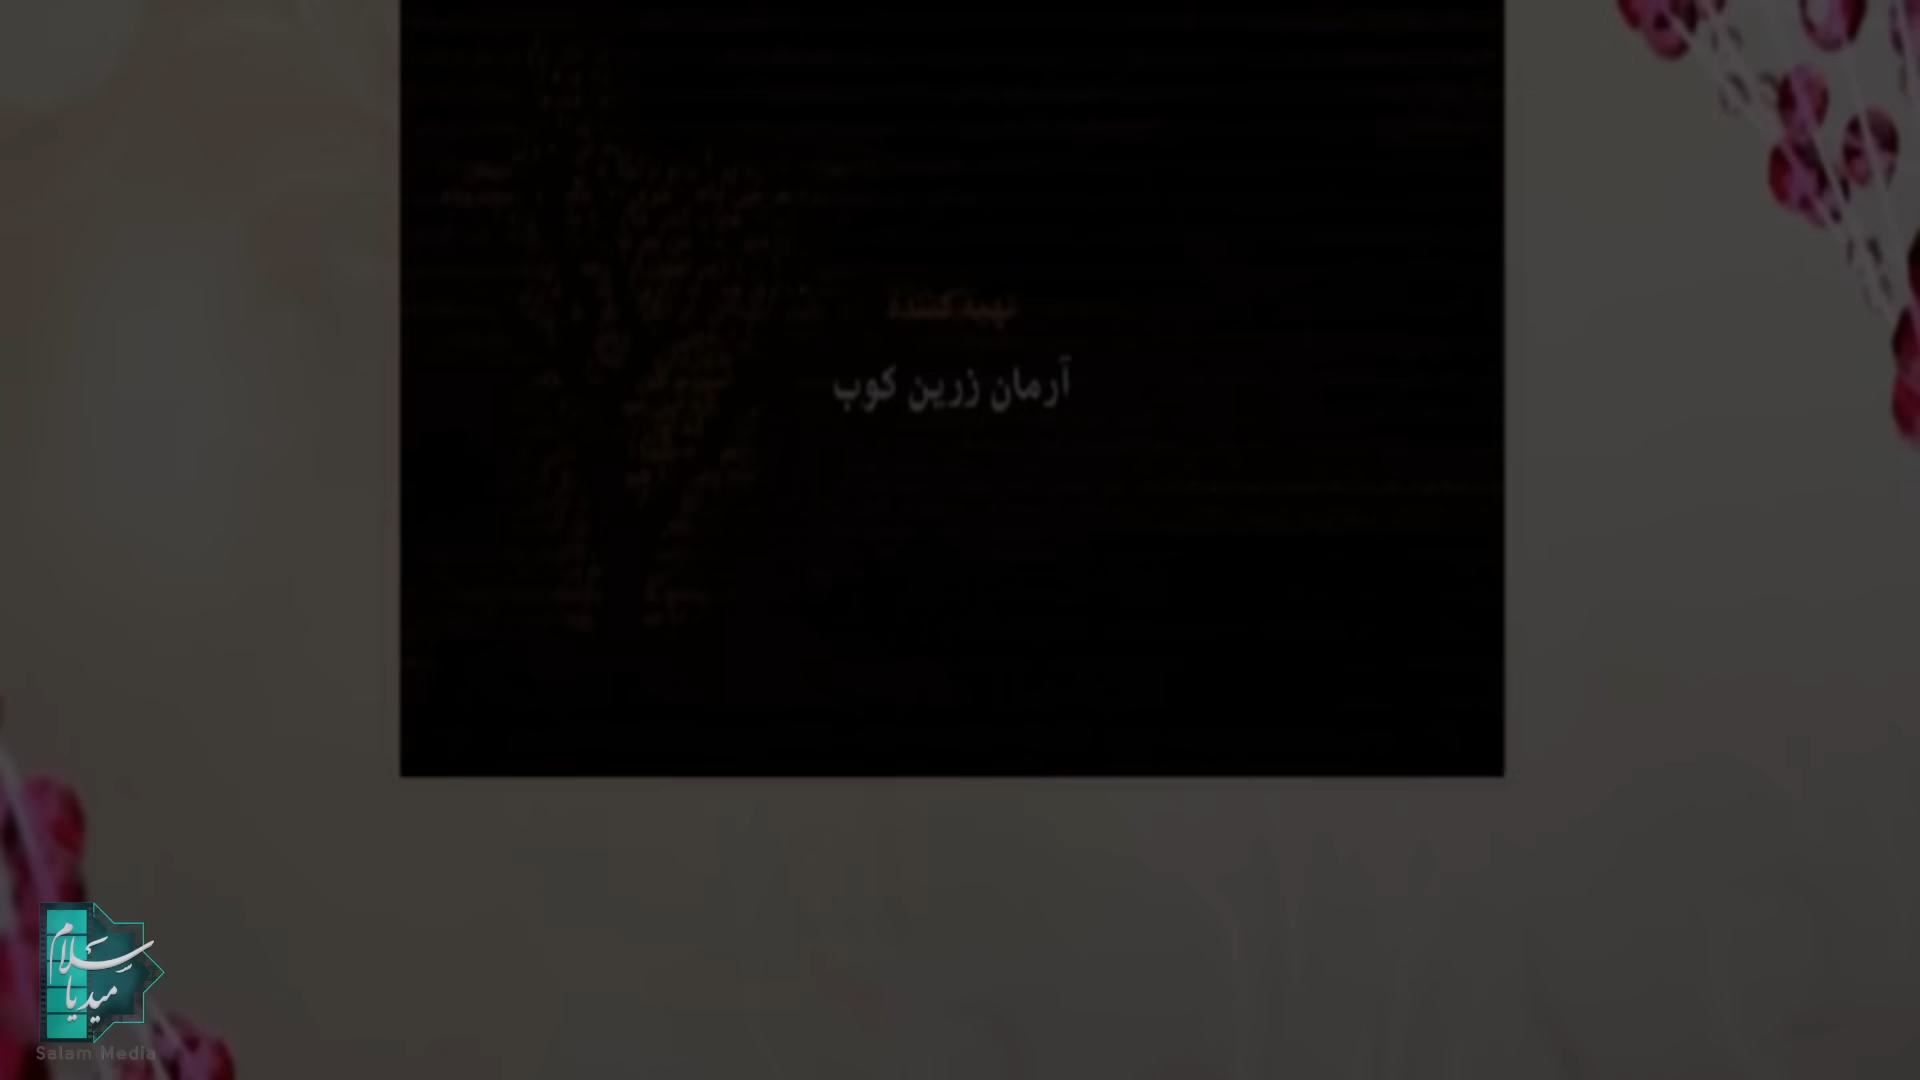 تهیه کننده
آرمان زرین کوب
سلام
میدیا
Salam Media